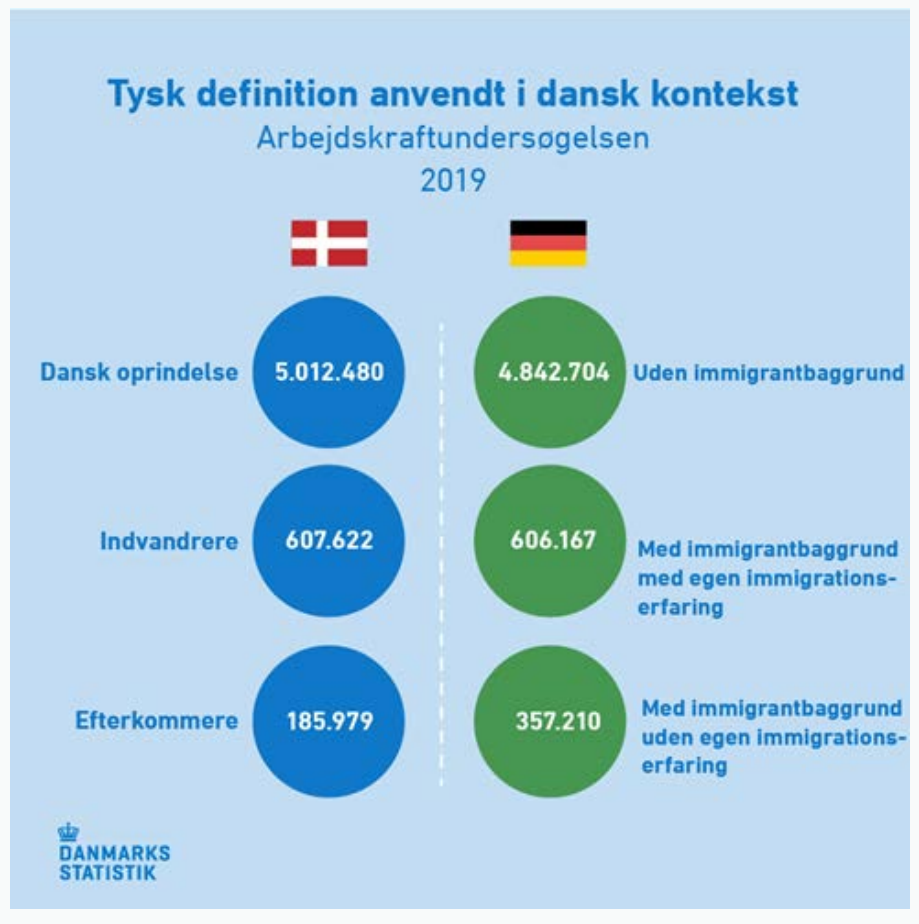 Tysk definition anvendt i dansk kontekst
Arbejdskraftundersøgelsen
2019
Dansk oprindelse
5.012.480
4.842.704
Uden immigrantbaggrund
Indvandrere
607.622
606.167
Med immigrantbaggrund
med egen immigrations-
erfaring
Efterkommere
185.979
357.210
Med immigrantbaggrund
uden egen immigrations-
erfaring
DANMARKS
STATISTIK